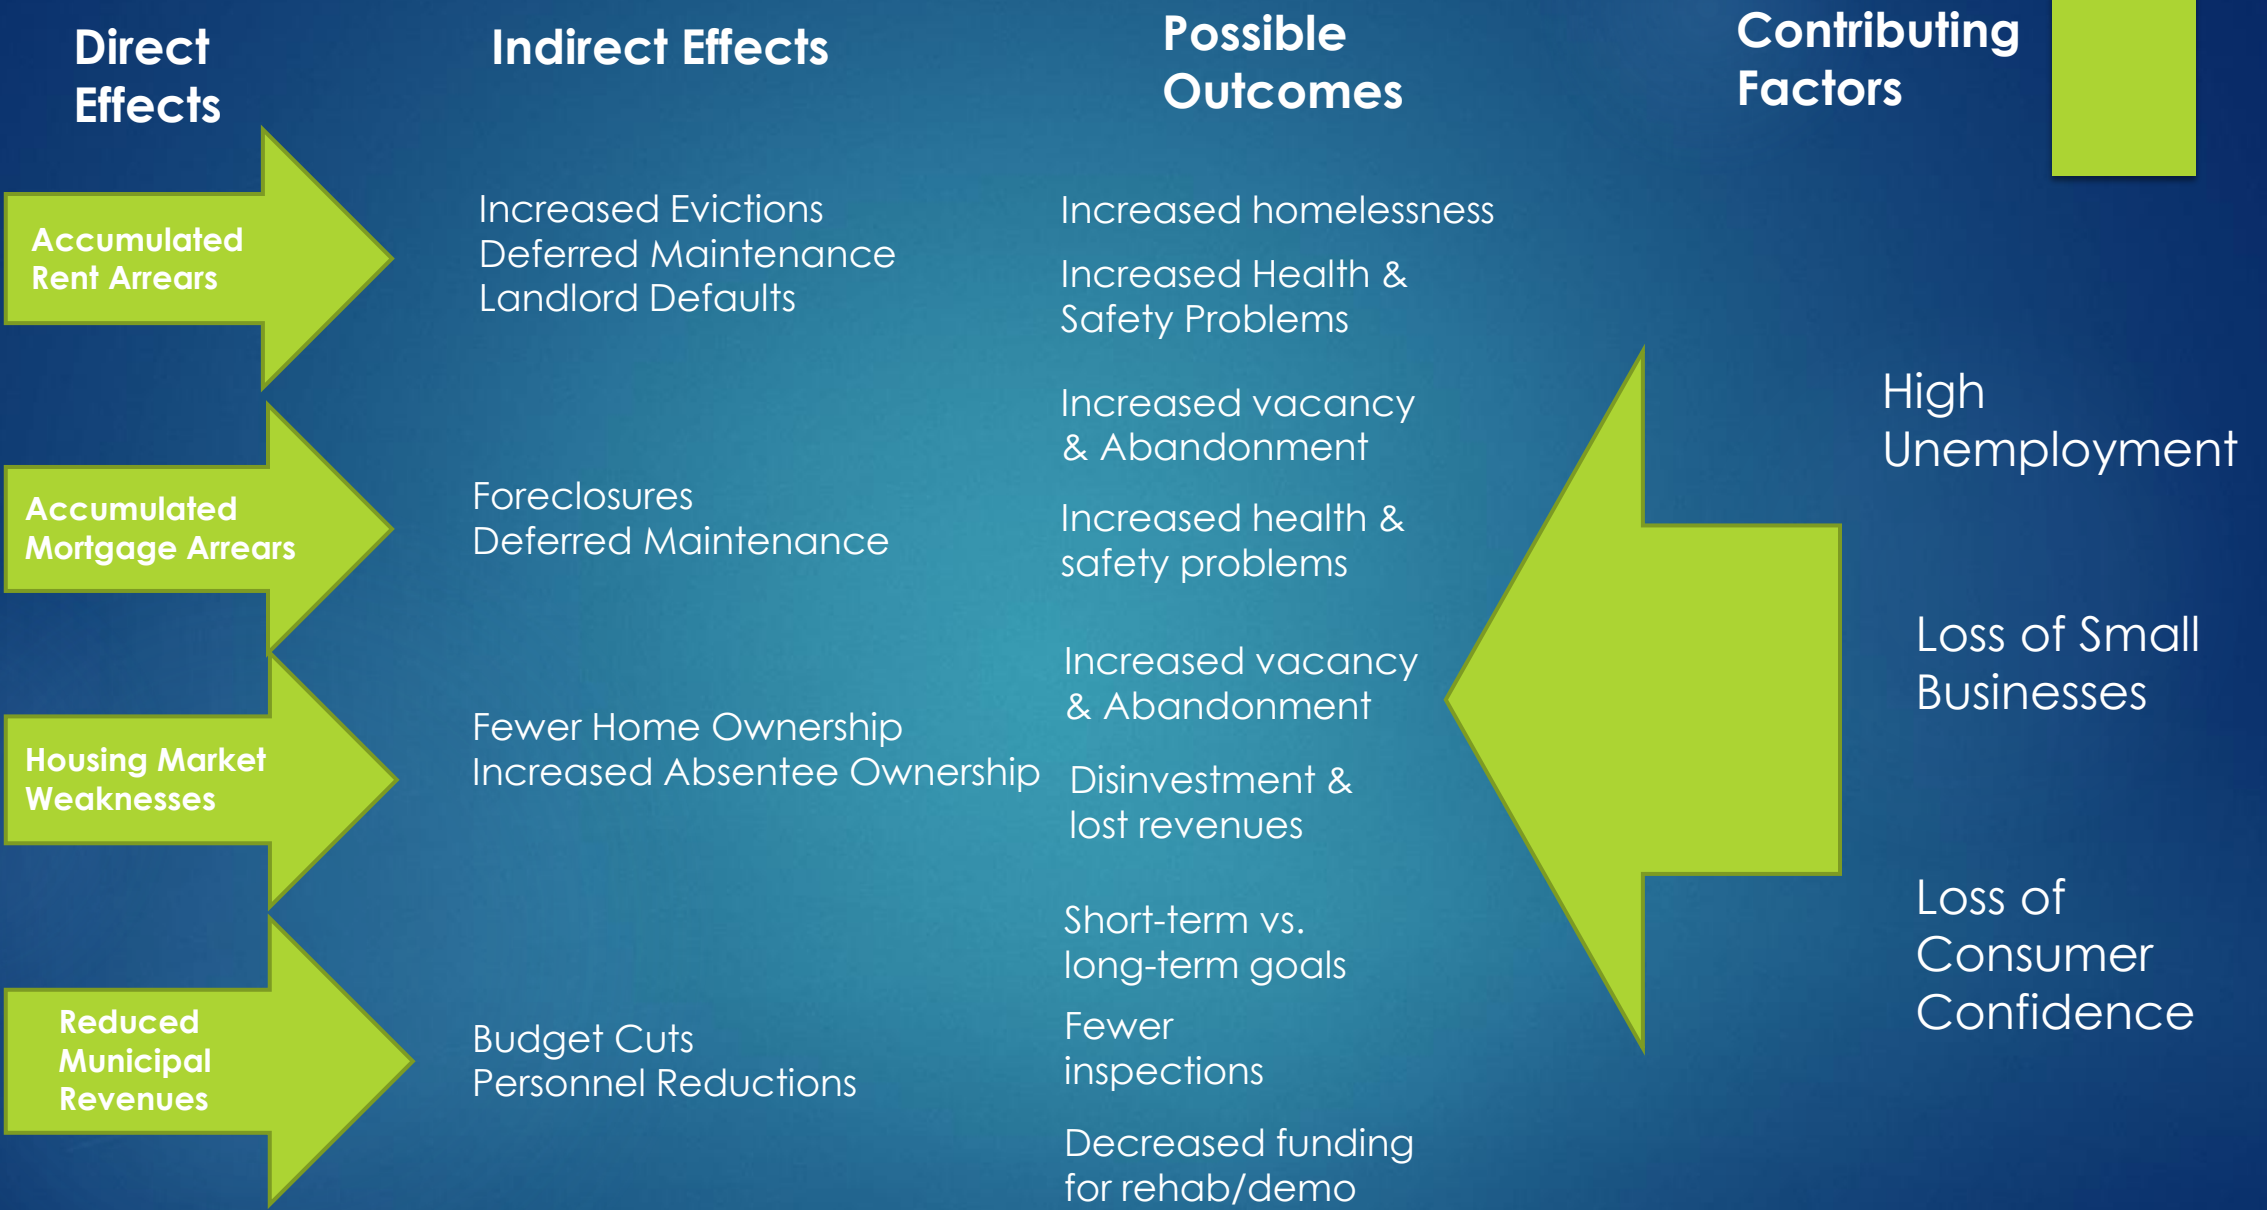 Direct
Effects
Indirect Effects
Possible
Outcomes
Contributing
Factors
Accumulated
Rent Arrears
Increased Evictions
Deferred Maintenance
Landlord Defaults
Increased homelessness
Increased Health &
Safety Problems
Accumulated
Mortgage Arrears
Foreclosures
Deferred Maintenance
Increased vacancy
& Abandonment
Increased health &
safety problems
Housing Market
Weaknesses
Fewer Home Ownership
Increased Absentee Ownership
Increased vacancy
& Abandonment
Disinvestment &
lost revenues
Reduced
Municipal
Revenues
Budget Cuts
Personnel Reductions
Short-term vs.
long-term goals
Fewer
inspections
Decreased funding
for rehab/demo
High
Unemployment
Loss of Small
Businesses
Loss of
Consumer
Confidence